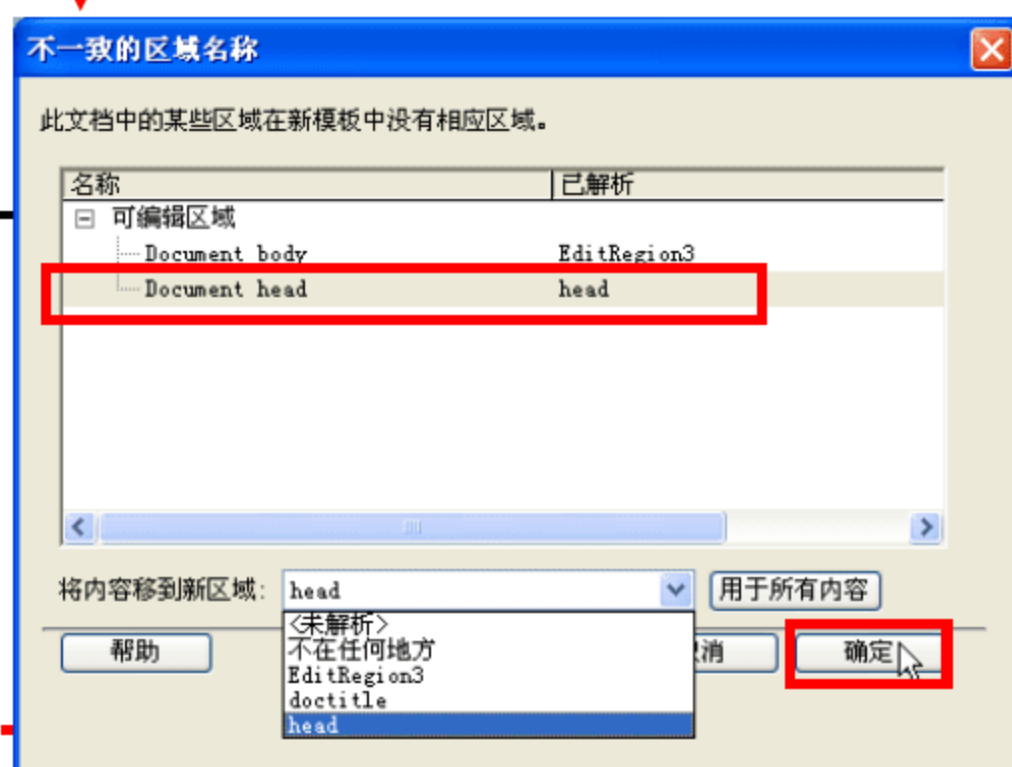 不一致的区域名称
此文档中的某些区域在新模板中没有相应区域。
名称 已解析
可编辑区域
Document body EditRegion3
Document head head
将内容移到新区域: head 用于所有内容
<未解析>
不在任何地方
EditRegion3
doctitle
head
帮助 消 确定